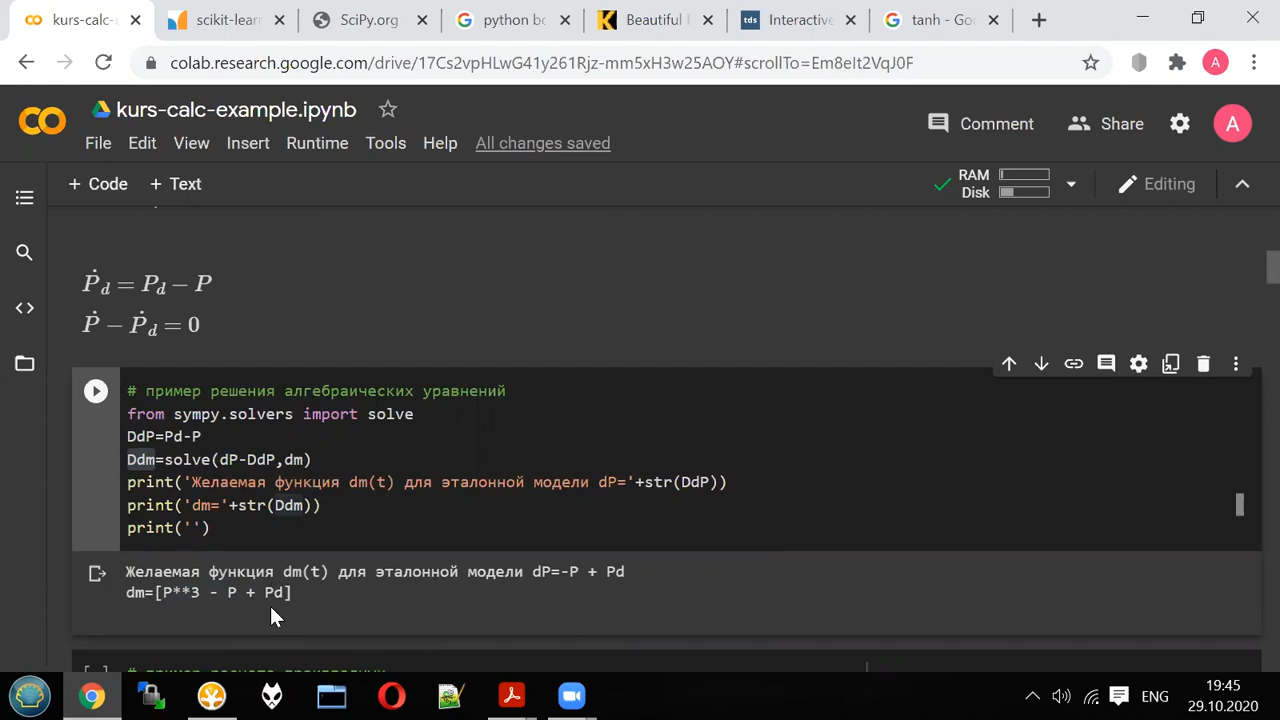 kurs-calc-
scikit-learn
SciPy.org
python bo
Beautiful
tds Interactive
tanh - Goo
colab.research.google.com/drive/17Cs2vpHLwG41y261Rjz-mm5xH3w25AOY#scrollTo=Em8eIt2VqJ0F
A
kurs-calc-example.ipynb
Comment
Share
A
File Edit View Insert Runtime Tools Help All changes saved
+ Code + Text
RAM
Disk
Editing
Ṗd = Pd − P
Ṗ − Ṗd = 0
# пример решения алгебраических уравнений
from sympy.solvers import solve
DdP=Pd-P
Ddm=solve(dP-DdP,dm)
print('Желаемая функция dm(t) для эталонной модели dP='+str(DdP))
print('dm='+str(Ddm))
print('')
Желаемая функция dm(t) для эталонной модели dP=-P + Pd
dm=[P**3 - P + Pd]
[ ]
ENG
19:45
29.10.2020